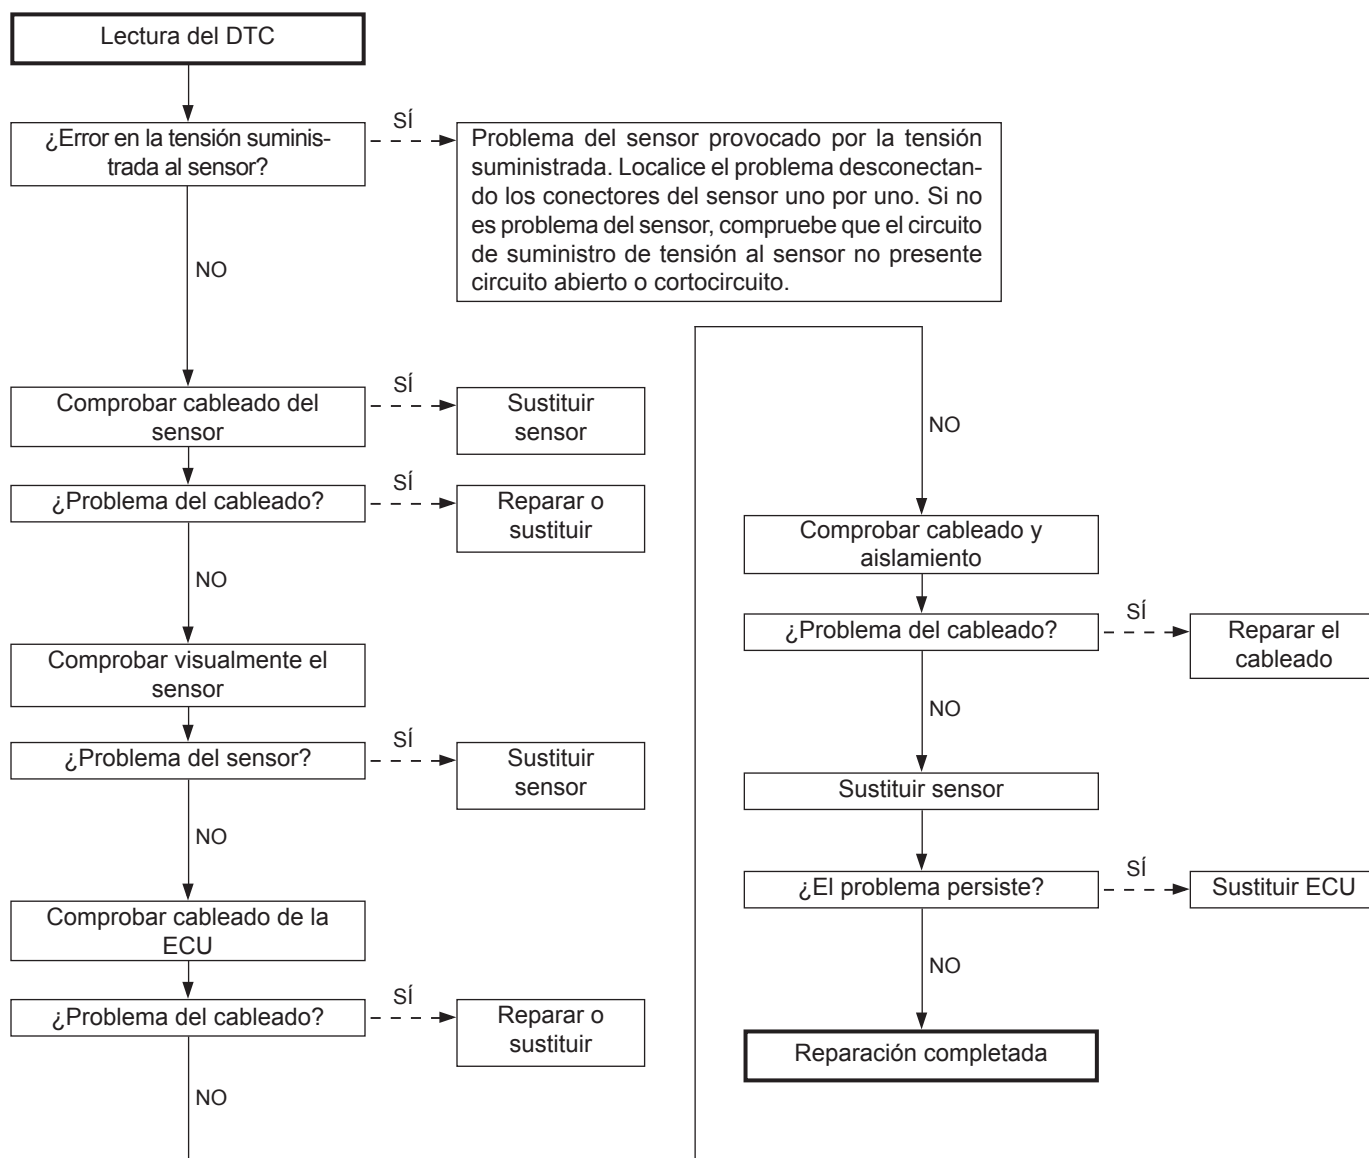 Lectura del DTC
¿Error en la tensión suminis-
trada al sensor?
SÍ
Problema del sensor provocado por la tensión
suministrada. Localice el problema desconectan-
do los conectores del sensor uno por uno. Si no
es problema del sensor, compruebe que el circuito
de suministro de tensión al sensor no presente
circuito abierto o cortocircuito.
NO
Comprobar cableado del
sensor
SÍ
Sustituir
sensor
¿Problema del cableado?
SÍ
Reparar o
sustituir
NO
Comprobar visualmente el
sensor
¿Problema del sensor?
SÍ
Sustituir
sensor
NO
Comprobar cableado de la
ECU
¿Problema del cableado?
SÍ
Reparar o
sustituir
NO
NO
Comprobar cableado y
aislamiento
¿Problema del cableado?
SÍ
Reparar el
cableado
NO
Sustituir sensor
¿El problema persiste?
SÍ
Sustituir ECU
NO
Reparación completada